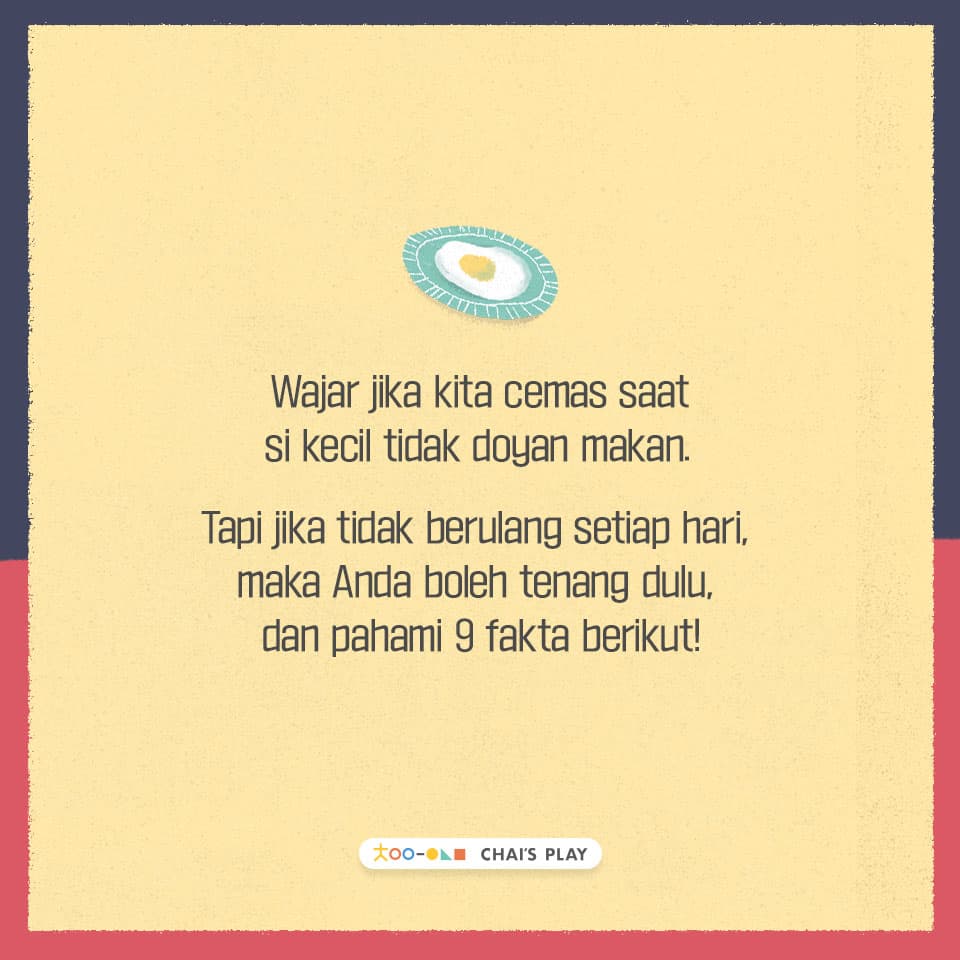 Wajar jika kita cemas saat
si kecil tidak doyan makan.
Tapi jika tidak berulang setiap hari,
maka Anda boleh tenang dulu,
dan pahami 9 fakta berikut!
CHAI'S PLAY